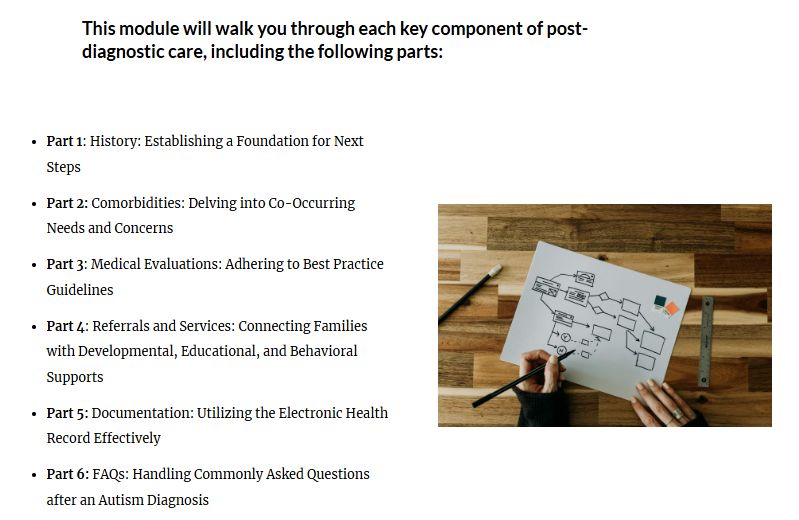 This module will walk you through each key component of post-
diagnostic care, including the following parts:
• Part 1: History: Establishing a Foundation for Next
Steps
• Part 2: Comorbidities: Delving into Co-Occurring
Needs and Concerns
• Part 3: Medical Evaluations: Adhering to Best Practice
Guidelines
• Part 4: Referrals and Services: Connecting Families
with Developmental, Educational, and Behavioral
Supports
• Part 5: Documentation: Utilizing the Electronic Health
Record Effectively
• Part 6: FAQs: Handling Commonly Asked Questions
after an Autism Diagnosis